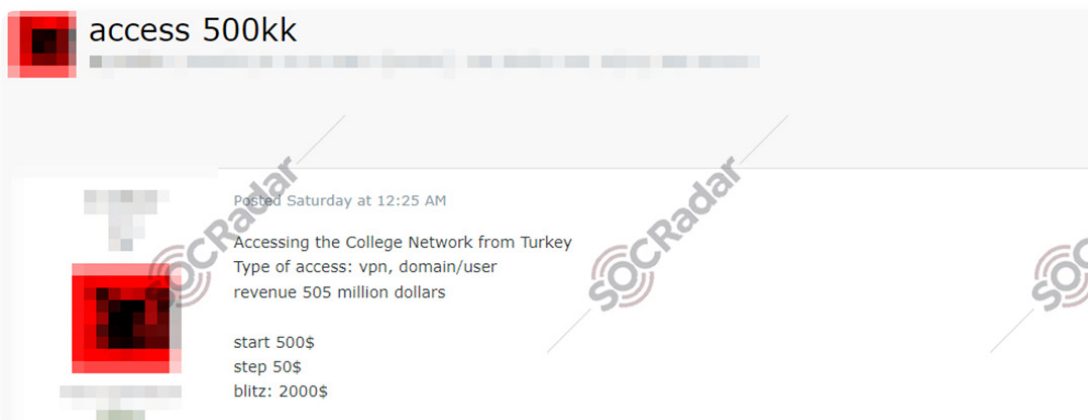 access 500kk
SOCRadar
SOCRadar
Posted Saturday at 12:25 AM
Accessing the College Network from Turkey
Type of access: vpn, domain/user
revenue 505 million dollars
start 500$
step 50$
blitz: 2000$